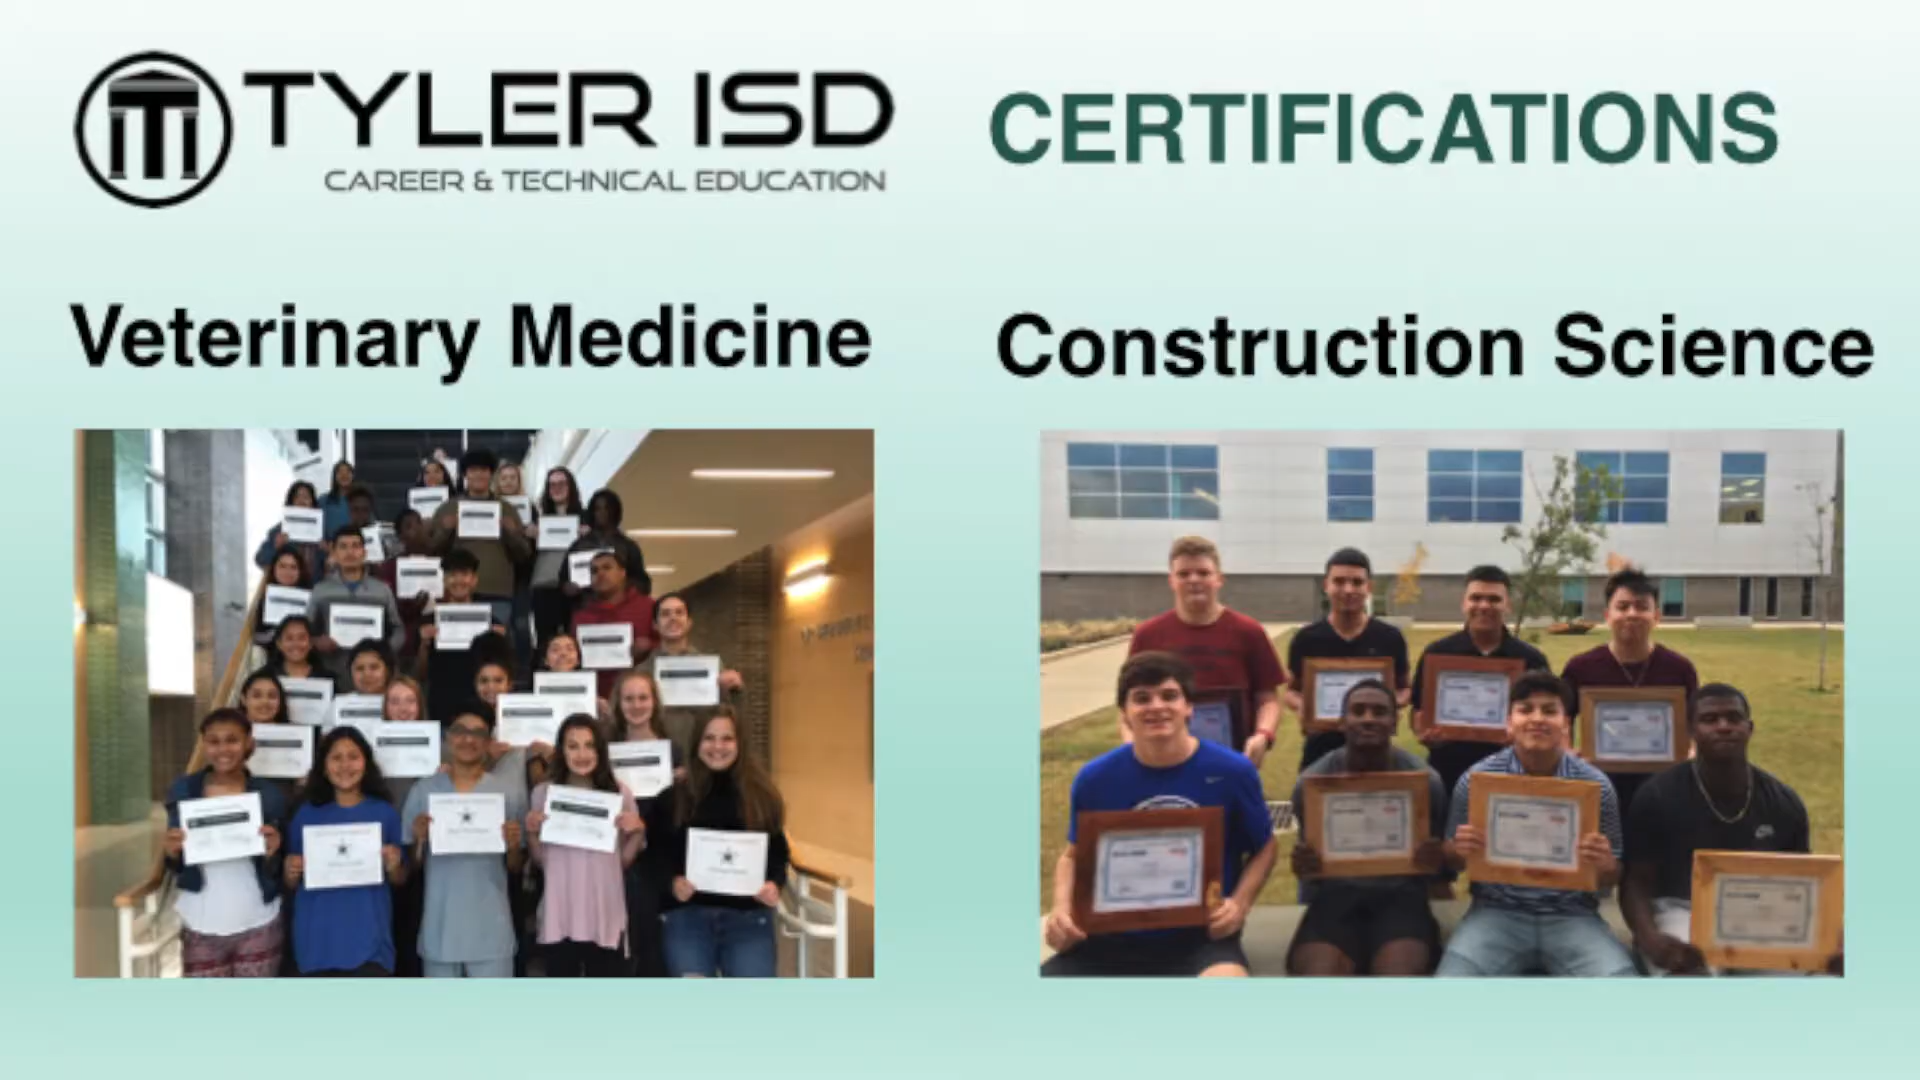 TYLER ISD
CAREER & TECHNICAL EDUCATION
CERTIFICATIONS
Veterinary Medicine
Construction Science